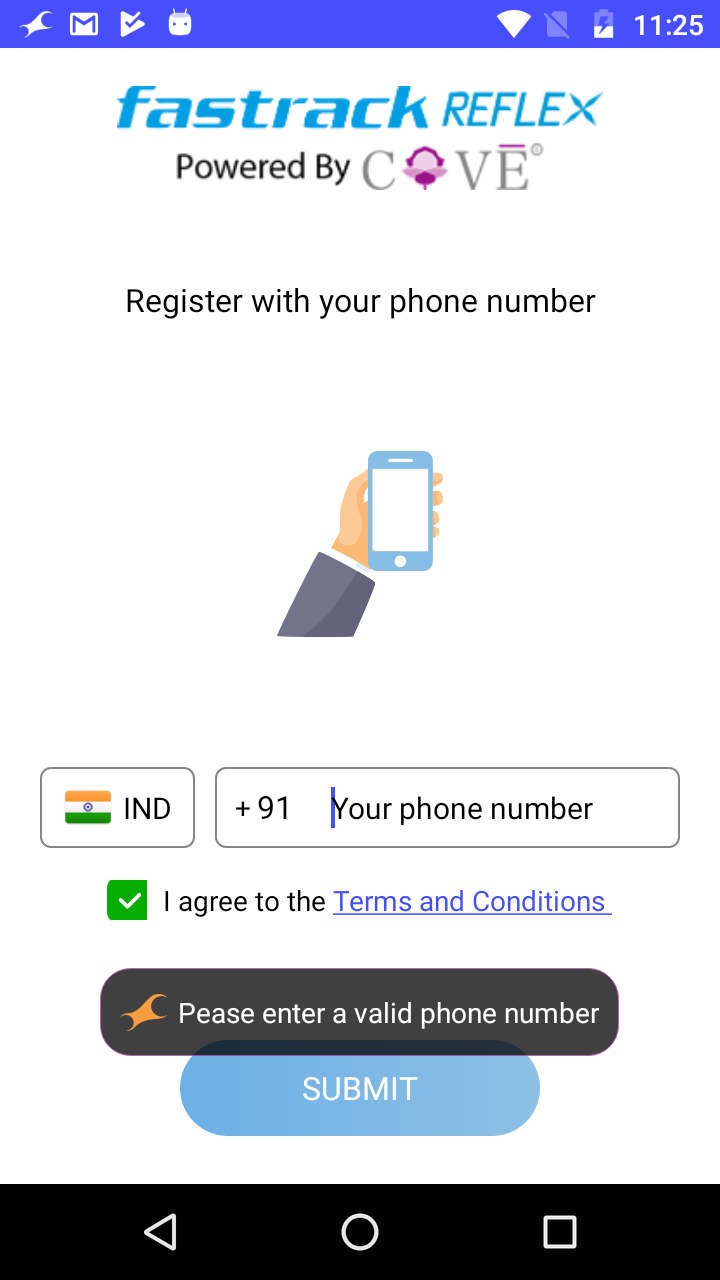 11:25
fastrack REFLEX
Powered By COVĒ®
Register with your phone number
IND + 91 Your phone number
I agree to the Terms and Conditions
Pease enter a valid phone number
SUBMIT